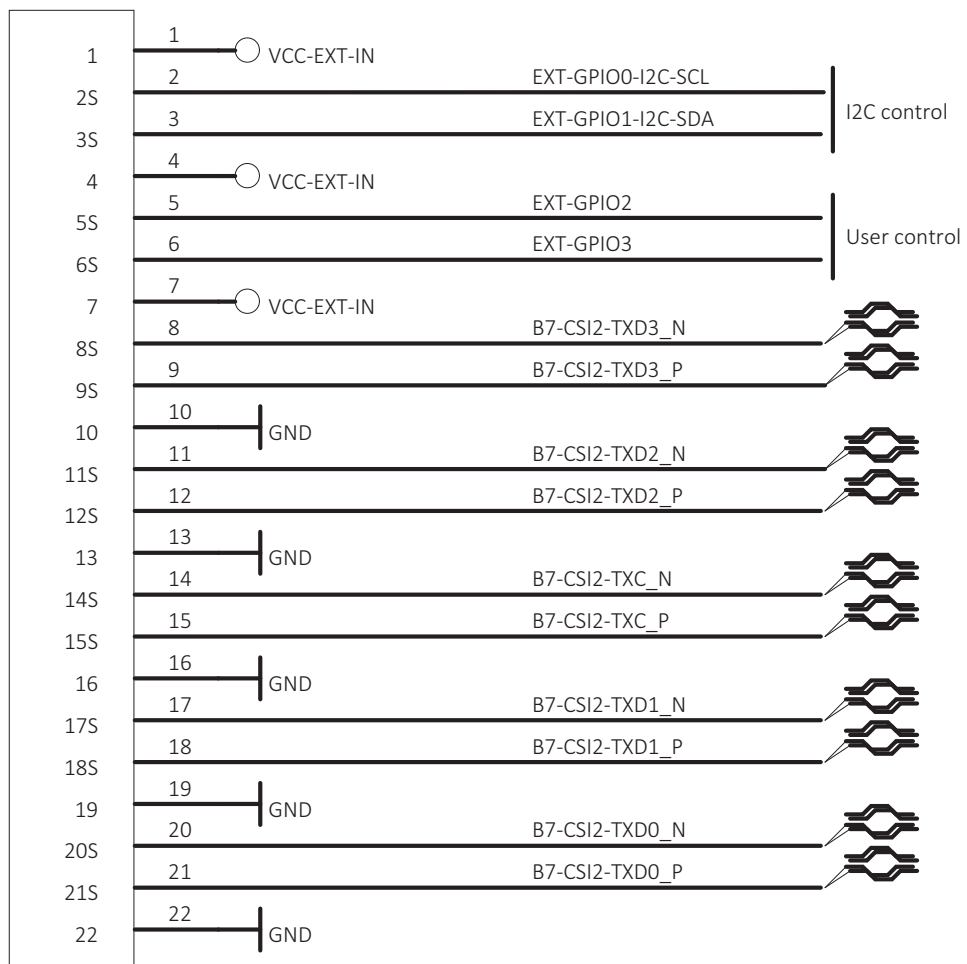 1 1 VCC-EXT-IN
2S 2 EXT-GPIO0-I2C-SCL
I2C control
3S 3 EXT-GPIO1-I2C-SDA
4 4 VCC-EXT-IN
5S 5 EXT-GPIO2
User control
6S 6 EXT-GPIO3
7 7 VCC-EXT-IN
8S 8 B7-CSI2-TXD3_N
9S 9 B7-CSI2-TXD3_P
10 10 GND
11S 11 B7-CSI2-TXD2_N
12S 12 B7-CSI2-TXD2_P
13 13 GND
14S 14 B7-CSI2-TXC_N
15S 15 B7-CSI2-TXC_P
16 16 GND
17S 17 B7-CSI2-TXD1_N
18S 18 B7-CSI2-TXD1_P
19 19 GND
20S 20 B7-CSI2-TXD0_N
21S 21 B7-CSI2-TXD0_P
22 22 GND